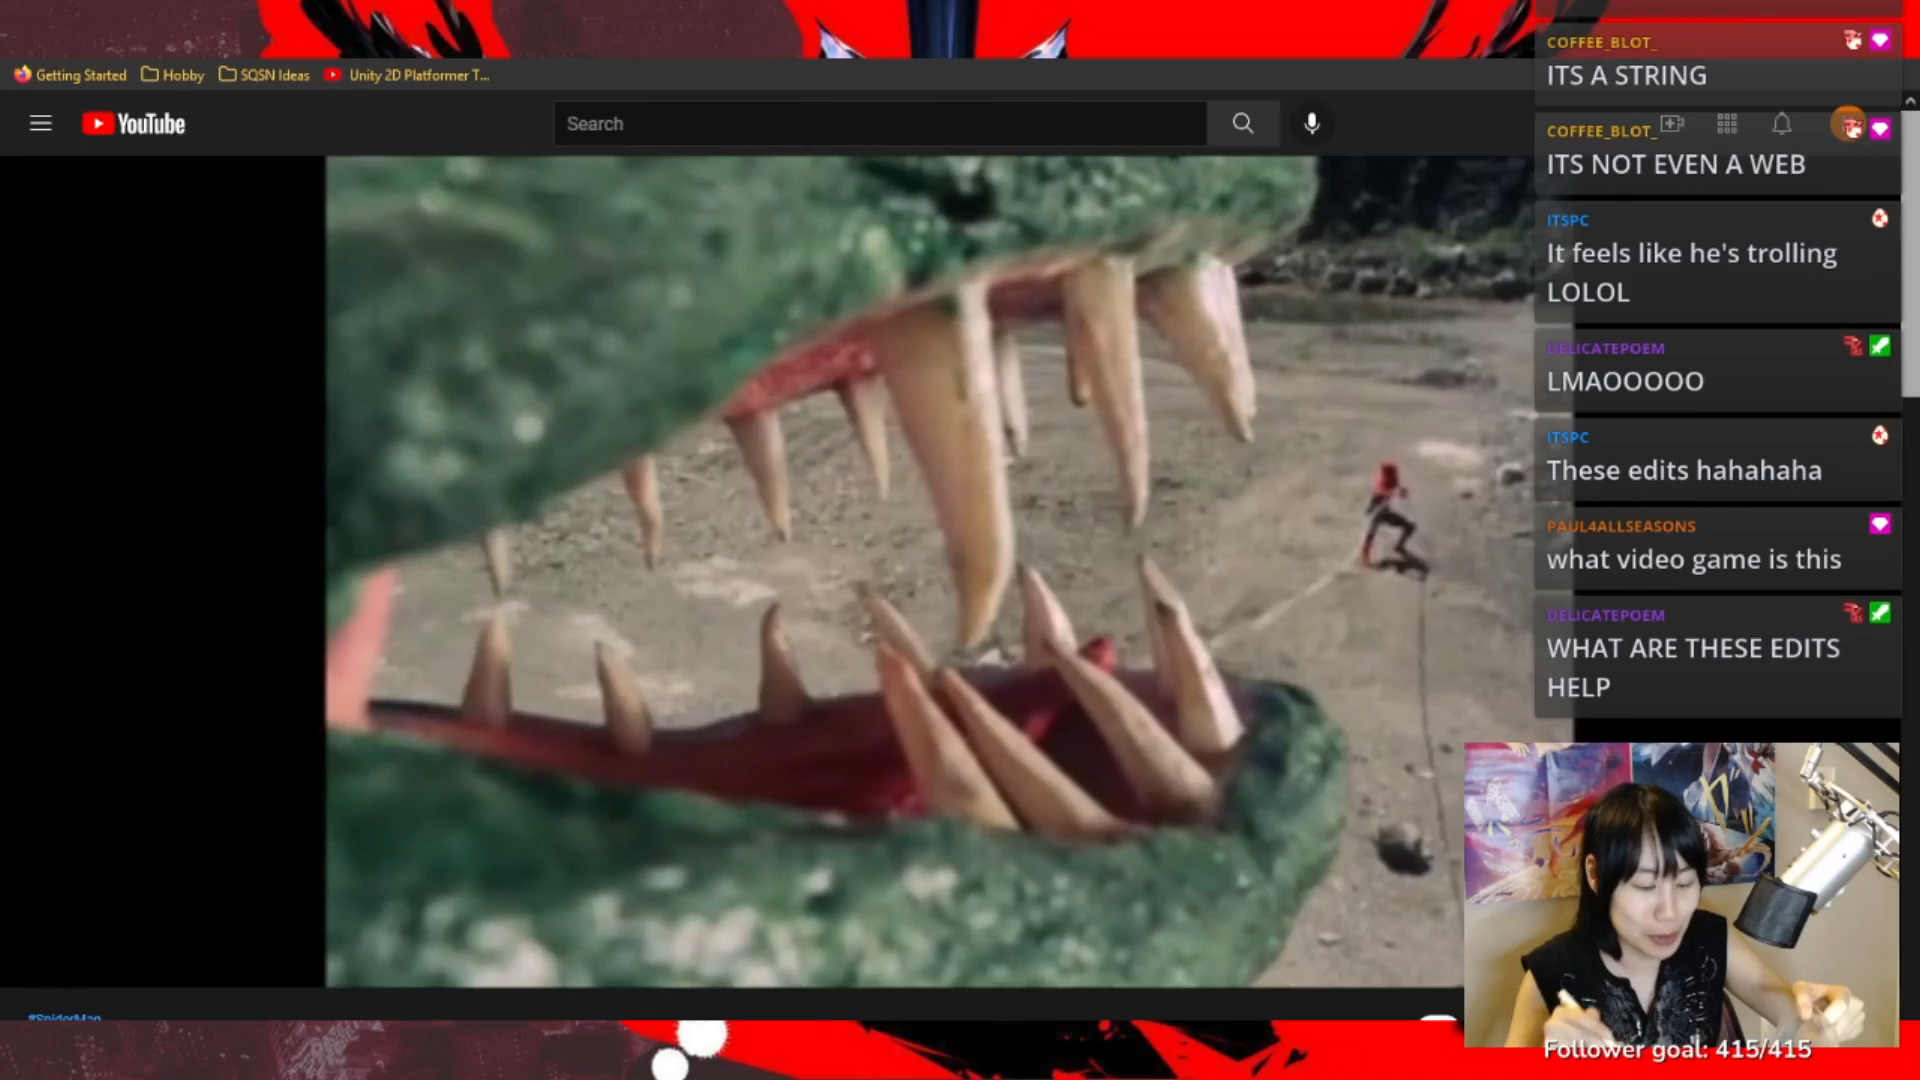 Getting Started Hobby SQSN Ideas Unity 2D Platformer T...
YouTube
Search
#SpiderMan
COFFEE_BLOT_
ITS A STRING
COFFEE_BLOT_
ITS NOT EVEN A WEB
ITSPC
It feels like he's trolling
LOLOL
DELICATEPOEM
LMAOOOOO
ITSPC
These edits hahahaha
PAUL4ALLSEASONS
what video game is this
DELICATEPOEM
WHAT ARE THESE EDITS
HELP
Follower goal: 415/415